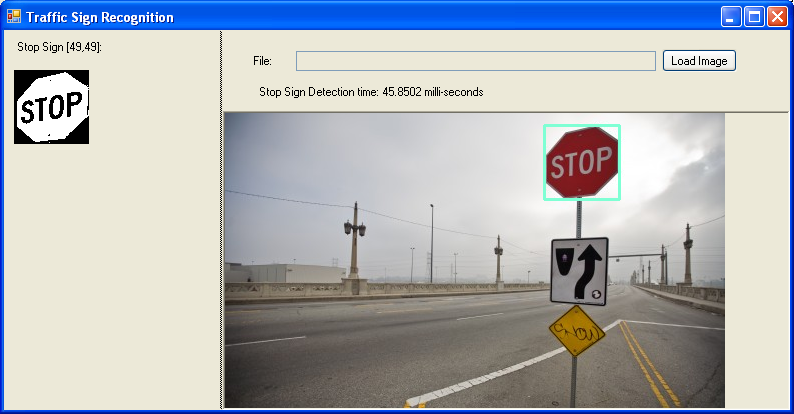 Traffic Sign Recognition
Stop Sign [49,49]:
STOP
File:
Load Image
Stop Sign Detection time: 45.8502 milli-seconds
STOP